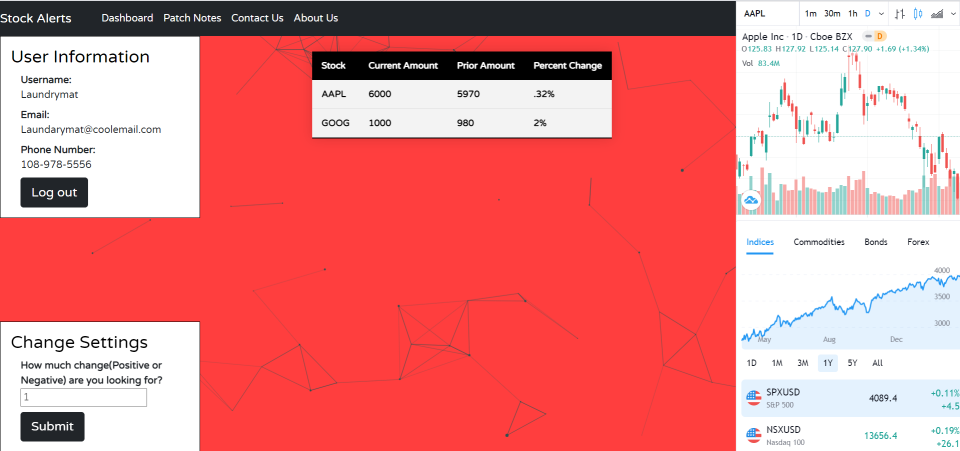 Stock Alerts Dashboard Patch Notes Contact Us About Us
User Information
Username:
Laundrymat
Email:
Laundarymat@coolemail.com
Phone Number:
108-978-5556
Log out
Change Settings
How much change(Positive or
Negative) are you looking for?
1
Submit
Stock Current Amount Prior Amount Percent Change
AAPL 6000 5970 .32%
GOOG 1000 980 2%
AAPL 1m 30m 1h D
Apple Inc · 1D · Cboe BZX D
O125.83 H127.92 L125.14 C127.90 +1.69 (+1.34%)
Vol 83.4M
Indices Commodities Bonds Forex
4000
3500
3000
May Aug Dec
1D 1M 3M 1Y 5Y All
SPXUSD 4089.4 +0.11%
S&P 500 +4.5
NSXUSD 13656.4 +0.19%
Nasdaq 100 +26.1